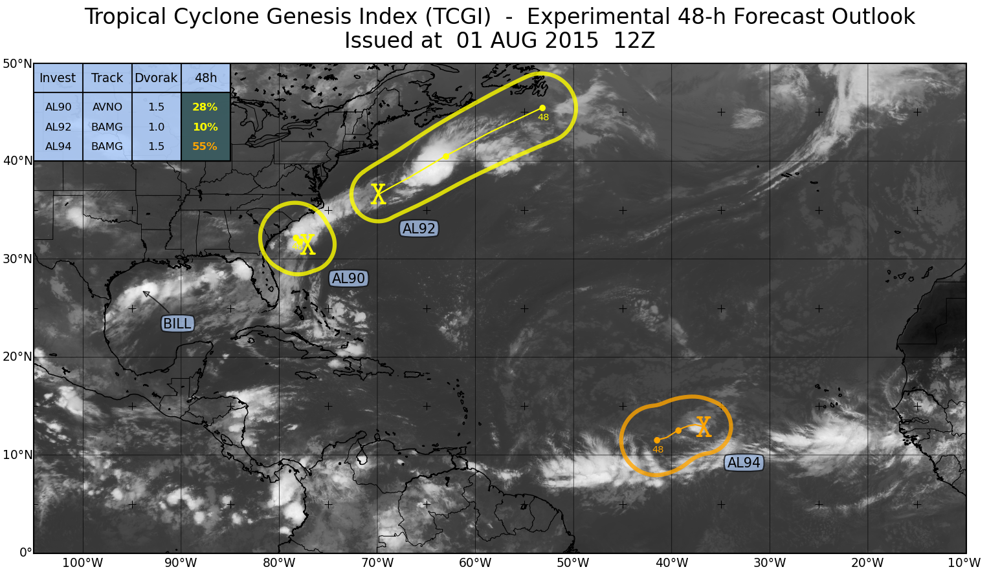 Tropical Cyclone Genesis Index (TCGI)  -  Experimental 48-h Forecast Outlook
Issued at  01 AUG 2015  12Z
50°N
Invest Track Dvorak 48h
AL90 AVNO 1.5 28%
AL92 BAMG 1.0 10%
AL94 BAMG 1.5 55%
48
40°N
X
AL92
48 X
30°N
AL90
BILL
20°N
X
48
10°N
AL94
0°
100°W 90°W 80°W 70°W 60°W 50°W 40°W 30°W 20°W 10°W